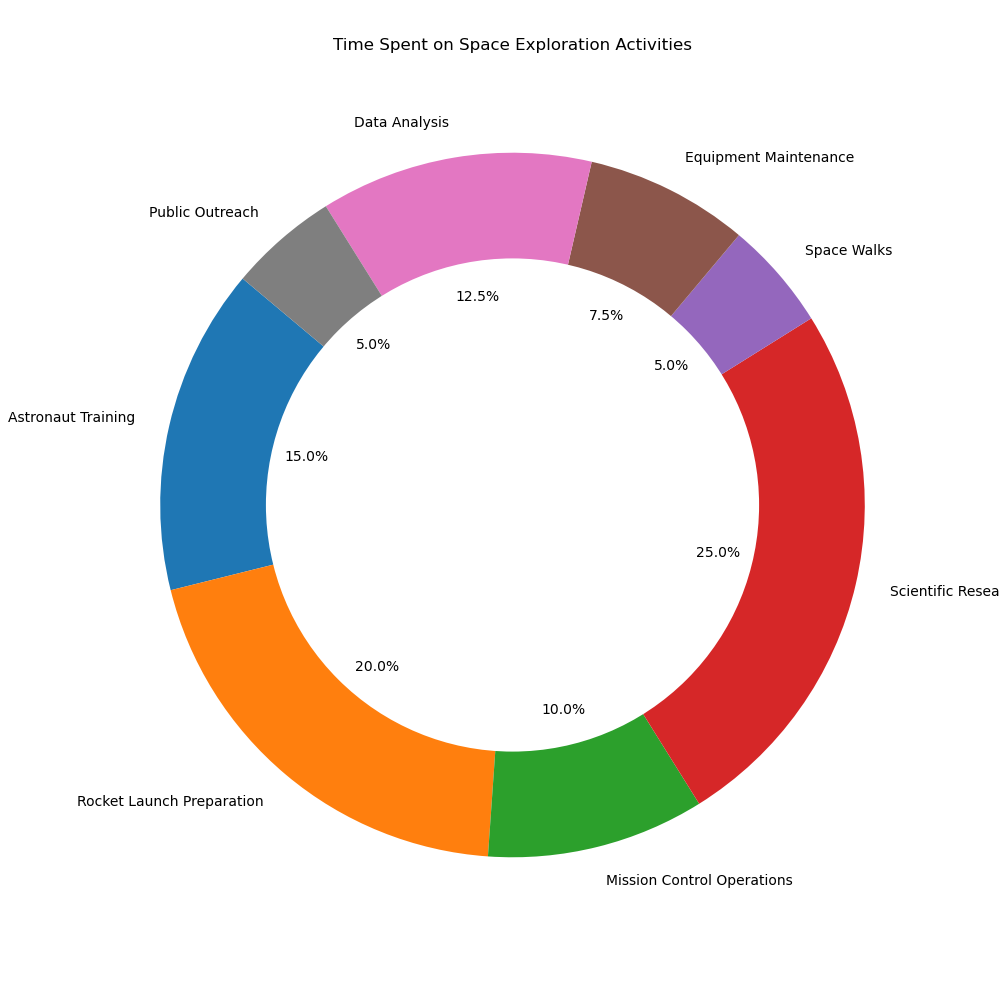 Time Spent on Space Exploration Activities
Data Analysis
Equipment Maintenance
Public Outreach
Space Walks
12.5%
7.5%
5.0%
5.0%
Astronaut Training
15.0%
25.0%
Scientific Resea
20.0%
10.0%
Rocket Launch Preparation
Mission Control Operations